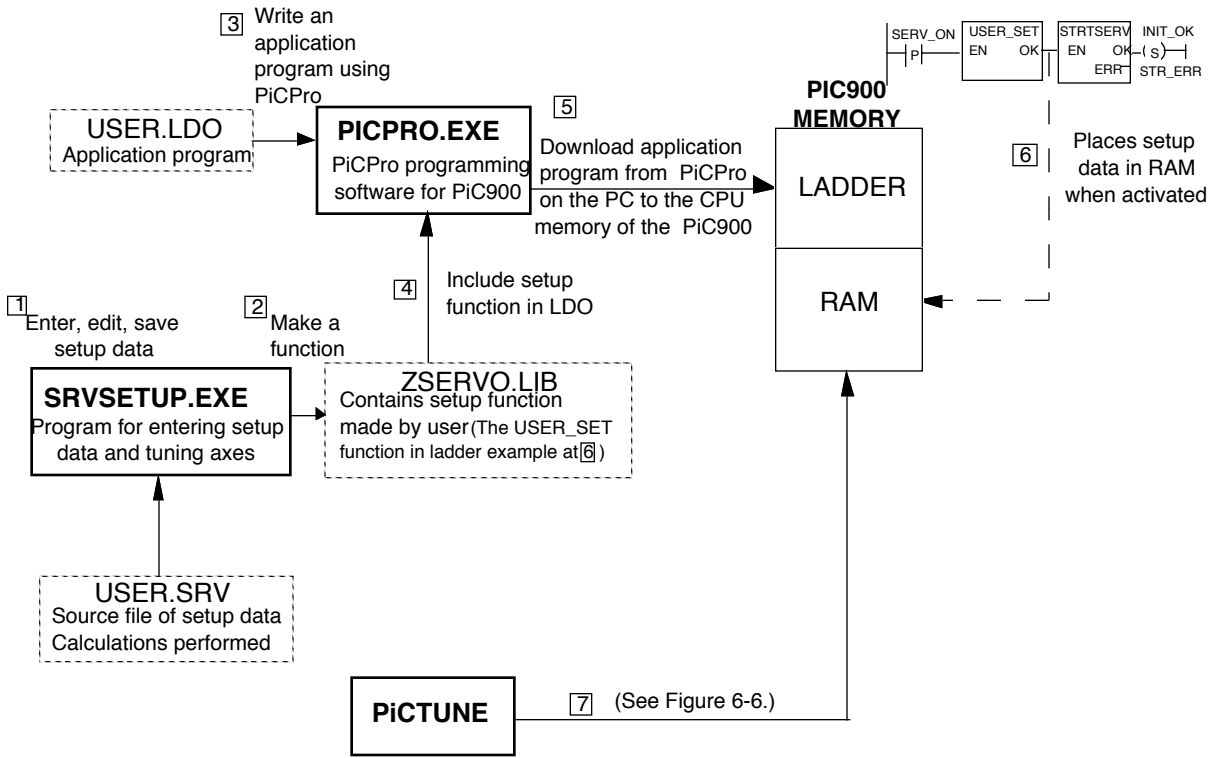 3
Write an
application
program using
PiCPro
USER.LDO
Application program
PICPRO.EXE
PiCPro programming
software for PiC900
5
Download application
program from PiCPro
on the PC to the CPU
memory of the PiC900
PIC900
MEMORY
LADDER
RAM
SERV_ON
P
USER_SET
EN OK
STRTSERV
EN OK
ERR
INIT_OK
( S )
STR_ERR
6
Places setup
data in RAM
when activated
4
Include setup
function in LDO
1
Enter, edit, save
setup data
2
Make a
function
SRVSETUP.EXE
Program for entering setup
data and tuning axes
ZSERVO.LIB
Contains setup function
made by user(The USER_SET
function in ladder example at 6 )
USER.SRV
Source file of setup data
Calculations performed
PiCTUNE
7
(See Figure 6-6.)